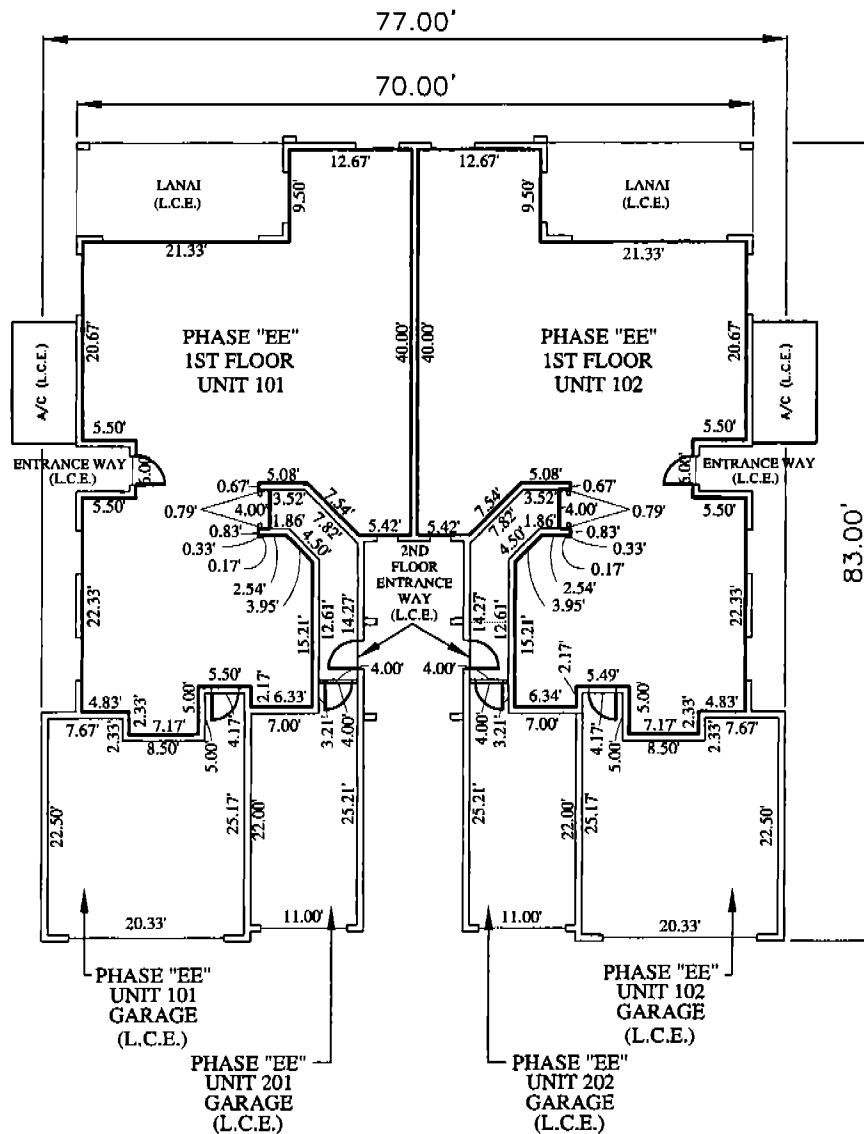 77.00'
70.00'
12.67' 12.67'
LANAI
(L.C.E.)
9.50' 9.50'
LANAI
(L.C.E.)
21.33' 21.33'
20.67' 40.00' 40.00' 20.67'
PHASE "EE"
1ST FLOOR
UNIT 101
PHASE "EE"
1ST FLOOR
UNIT 102
A/C (L.C.E.) A/C (L.C.E.)
5.50' 5.50'
ENTRANCE WAY
(L.C.E.)
6.00' 6.00'
ENTRANCE WAY
(L.C.E.)
5.50' 5.50'
5.08' 5.08'
0.67' 3.52' 7.54' 7.54' 3.52' 0.67'
0.79' 4.00' 7.82' 7.82' 4.00' 0.79'
0.83' 1.86' 4.50' 5.42' 5.42' 4.50' 1.86' 0.83'
0.33' 0.33'
0.17' 0.17'
2.54' 2.54'
3.95' 3.95'
2ND
FLOOR
ENTRANCE
WAY
(L.C.E.)
83.00'
22.33' 15.21' 12.61' 14.27' 14.27' 12.61' 15.21' 22.33'
4.00' 4.00'
5.50' 2.17' 2.17' 5.49'
4.83' 5.00' 6.33' 6.34' 5.00' 4.83'
7.67' 2.33' 7.17' 7.00' 7.00' 7.17' 2.33' 7.67'
2.33' 8.50' 5.00' 4.17' 3.21' 4.00' 4.00' 3.21' 4.17' 5.00' 8.50' 2.33'
22.50' 25.17' 22.00' 25.21' 25.21' 22.00' 25.17' 22.50'
20.33' 11.00' 11.00' 20.33'
PHASE "EE"
UNIT 101
GARAGE
(L.C.E.)
PHASE "EE"
UNIT 102
GARAGE
(L.C.E.)
PHASE "EE"
UNIT 201
GARAGE
(L.C.E.)
PHASE "EE"
UNIT 202
GARAGE
(L.C.E.)